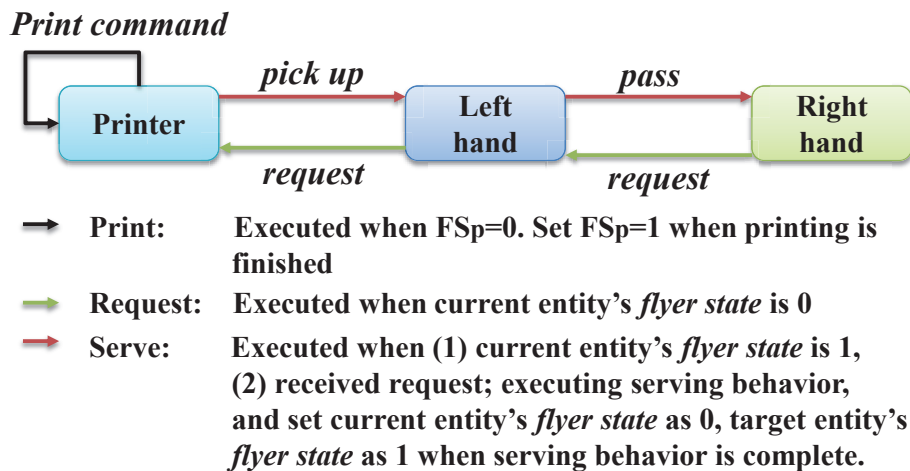 Print command
pick up
pass
Printer
Left
hand
Right
hand
request
request
Print: Executed when FSp=0. Set FSp=1 when printing is
finished
Request: Executed when current entity's flyer state is 0
Serve: Executed when (1) current entity's flyer state is 1,
(2) received request; executing serving behavior,
and set current entity's flyer state as 0, target entity's
flyer state as 1 when serving behavior is complete.